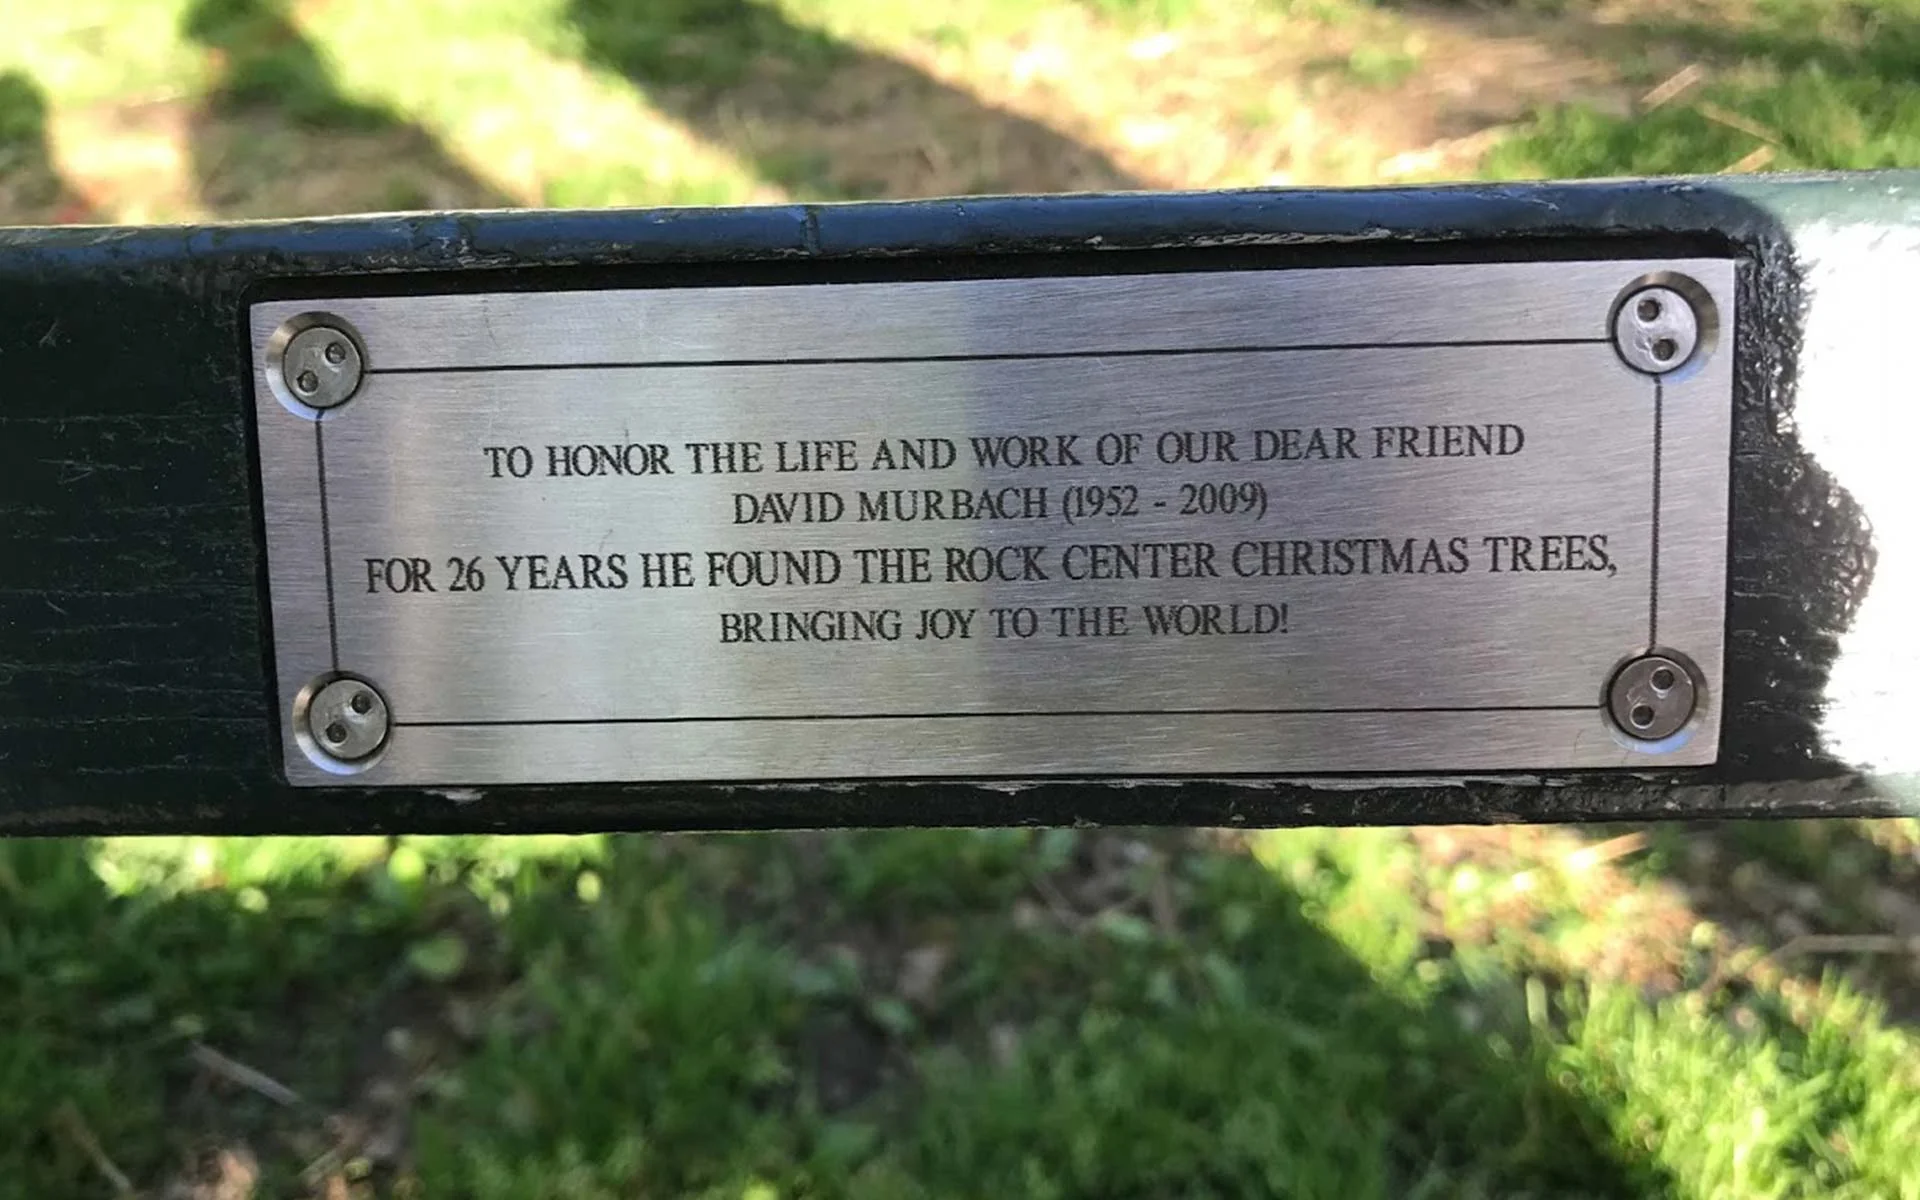 TO HONOR THE LIFE AND WORK OF OUR DEAR FRIEND
DAVID MURBACH (1952 - 2009)
FOR 26 YEARS HE FOUND THE ROCK CENTER CHRISTMAS TREES,
BRINGING JOY TO THE WORLD!